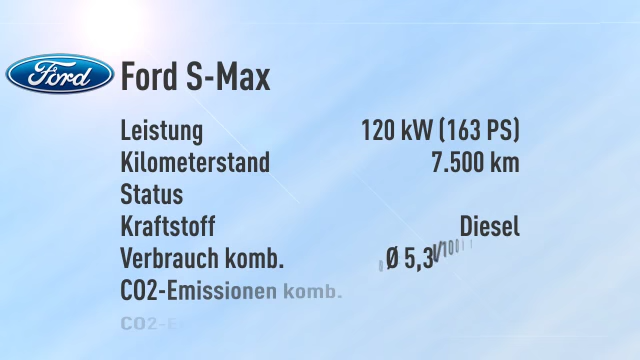 Ford Ford S-Max
Leistung 120 kW (163 PS)
Kilometerstand 7.500 km
Status
Kraftstoff Diesel
Verbrauch komb. Ø 5,3 l/100
CO2-Emissionen komb.